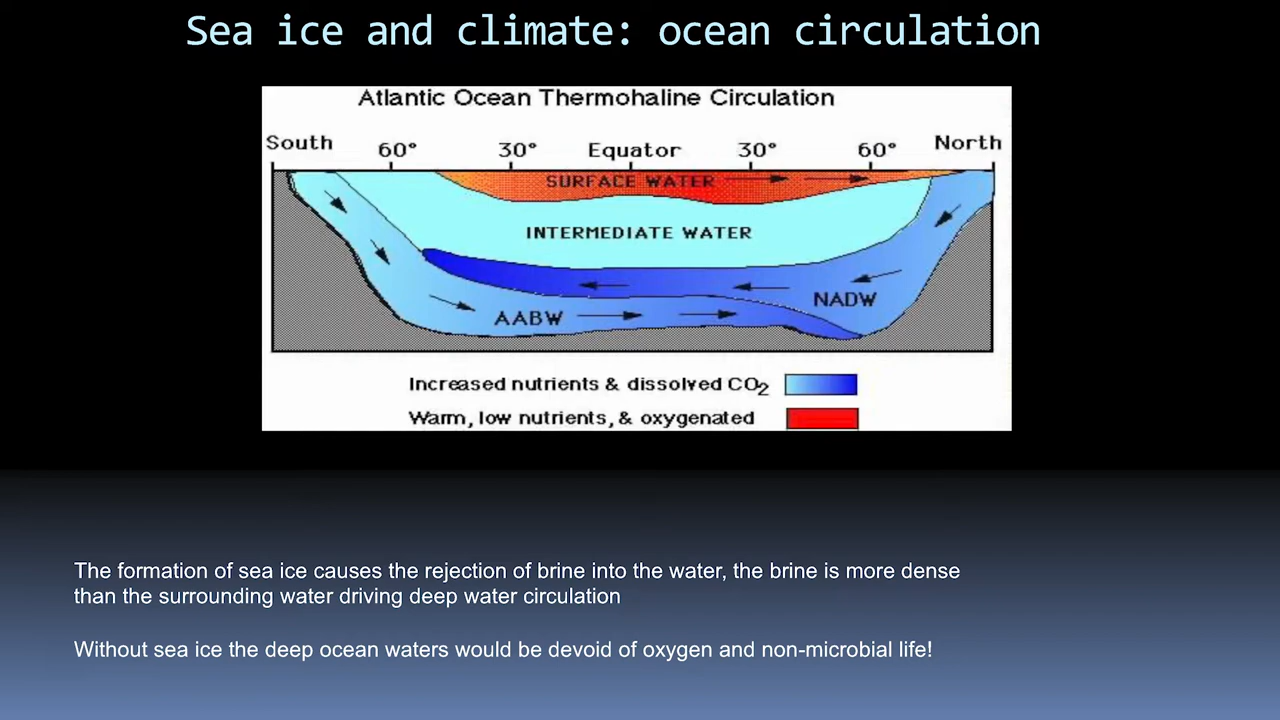 Sea ice and climate: ocean circulation
Atlantic Ocean Thermohaline Circulation
South 60° 30° Equator 30° 60° North
SURFACE WATER
INTERMEDIATE WATER
NADW
AABW
Increased nutrients & dissolved CO2
Warm, low nutrients, & oxygenated
The formation of sea ice causes the rejection of brine into the water, the brine is more dense
than the surrounding water driving deep water circulation
Without sea ice the deep ocean waters would be devoid of oxygen and non-microbial life!